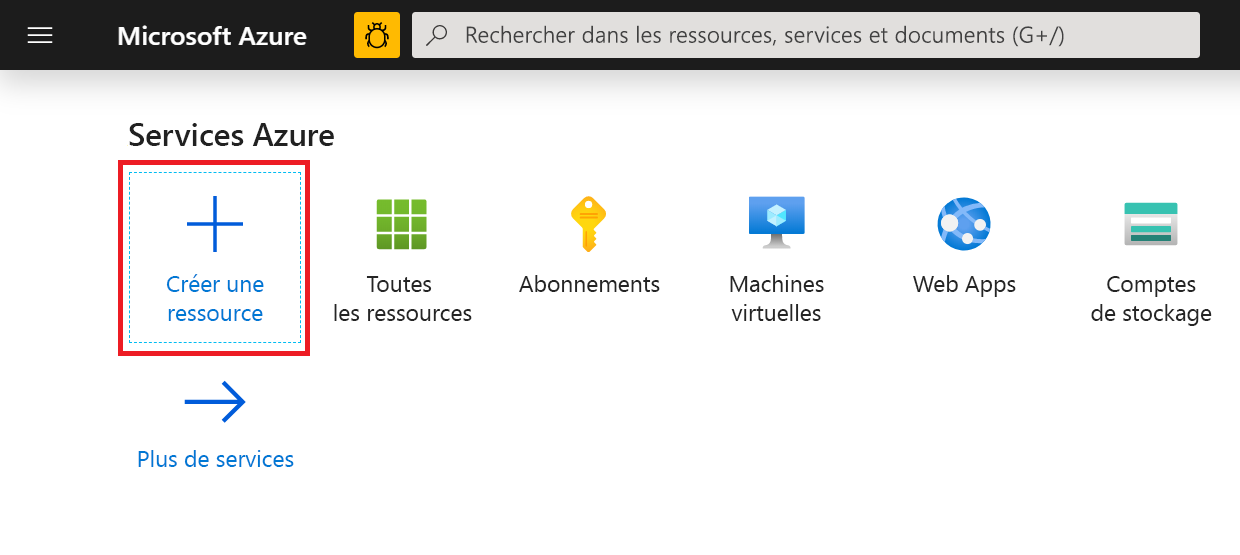 Microsoft Azure
Rechercher dans les ressources, services et documents (G+/)
Services Azure
Créer une
ressource
Toutes
les ressources
Abonnements
Machines
virtuelles
Web Apps
Comptes
de stockage
Plus de services